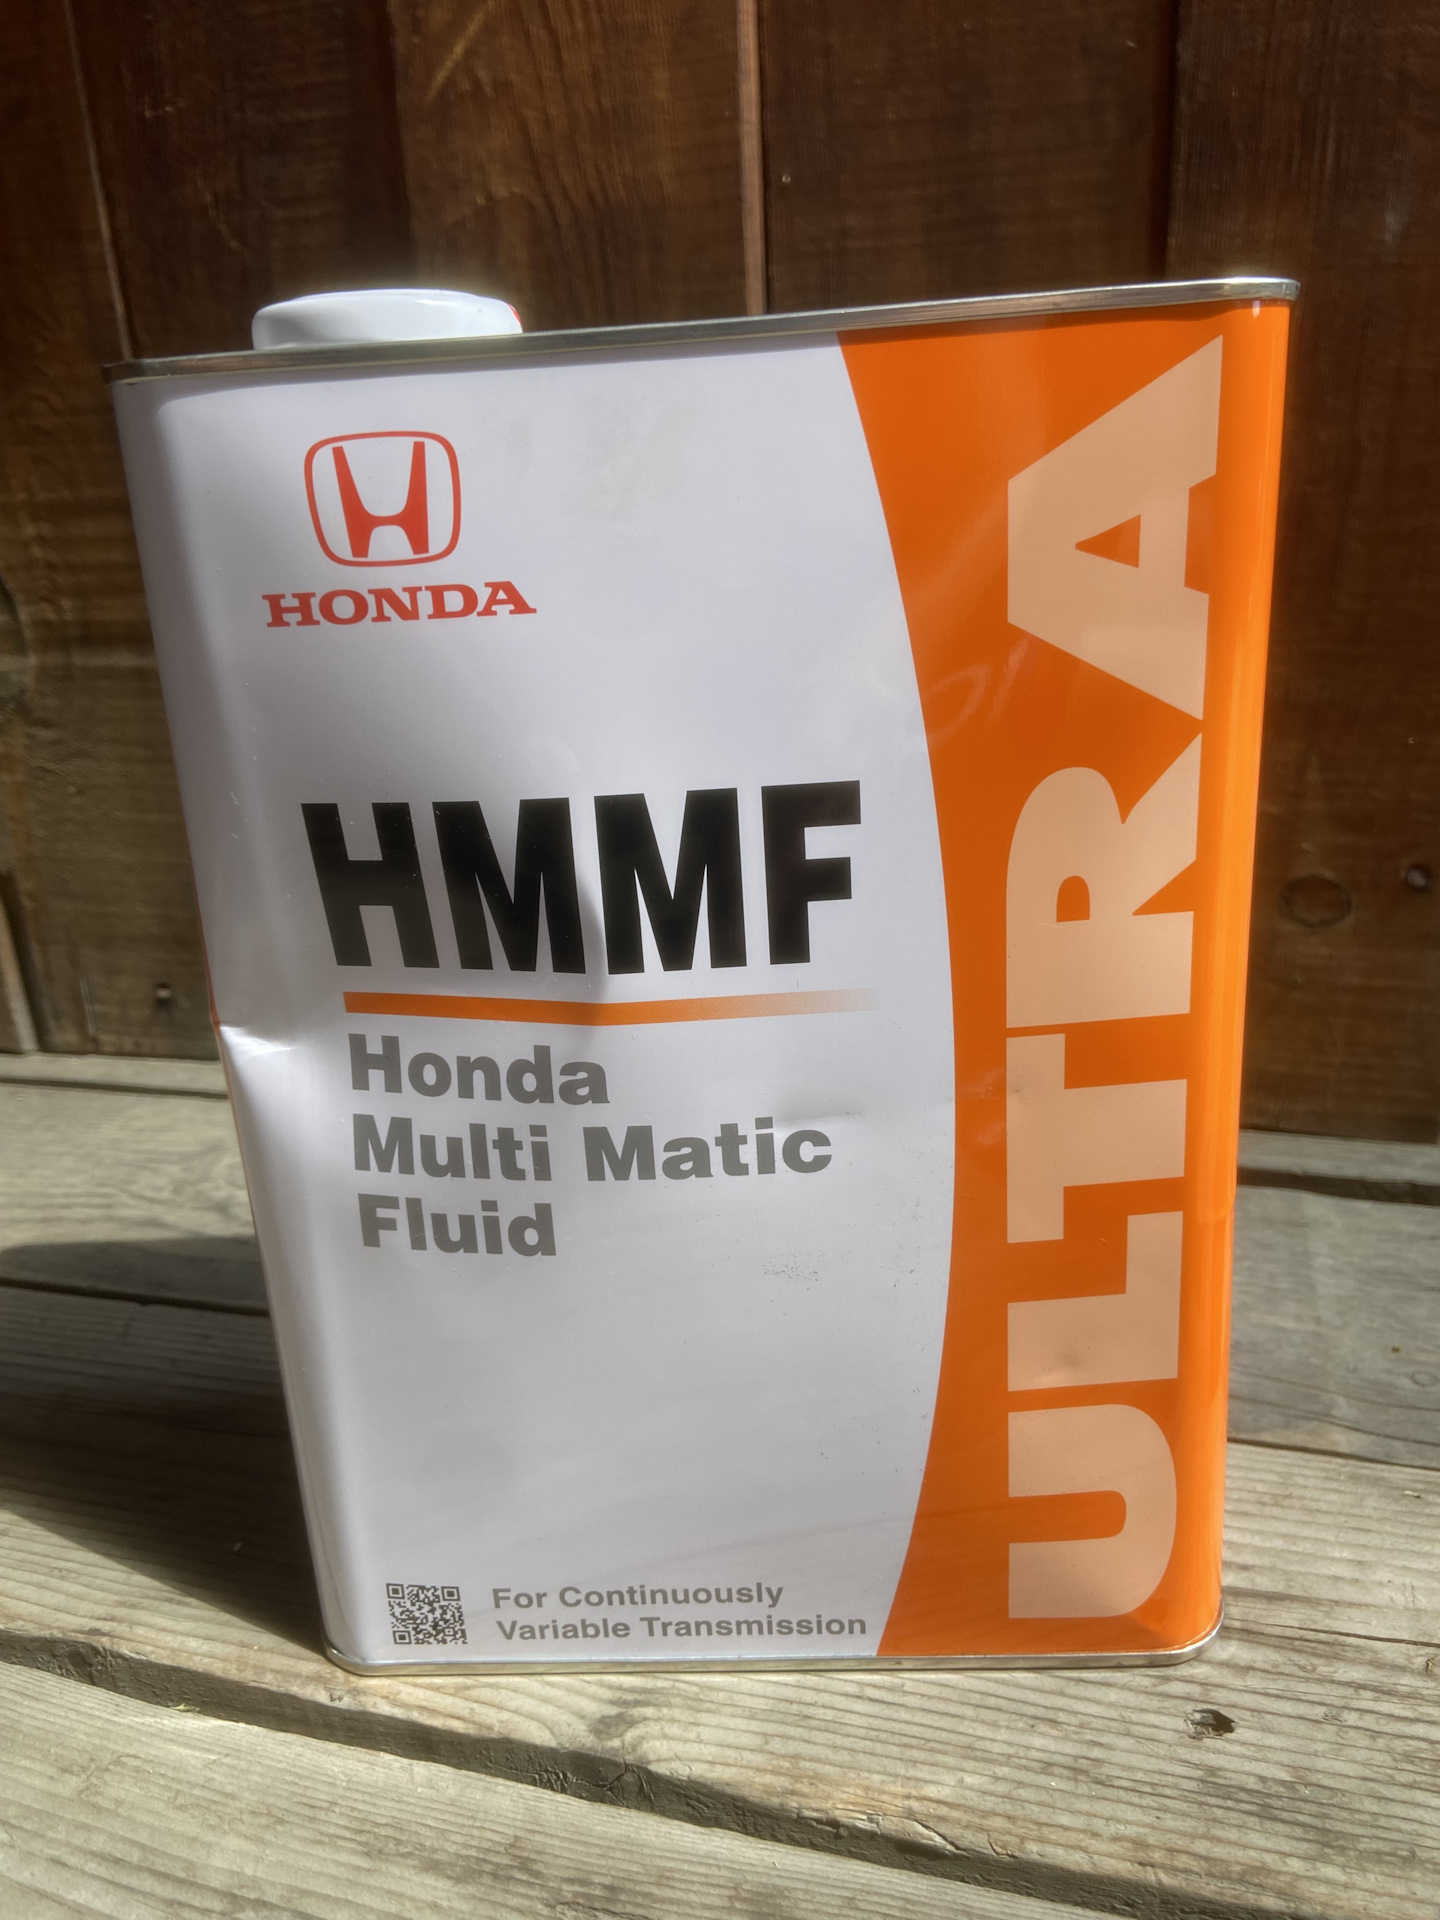 HONDA
HMMF
Honda
Multi Matic
Fluid
For Continuously
Variable Transmission
ULTRA